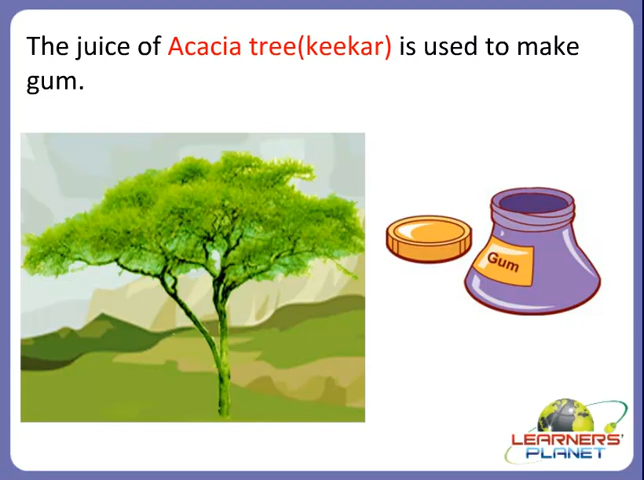 The juice of Acacia tree(keekar) is used to make
gum.
Gum
LEARNERS'
PLANET